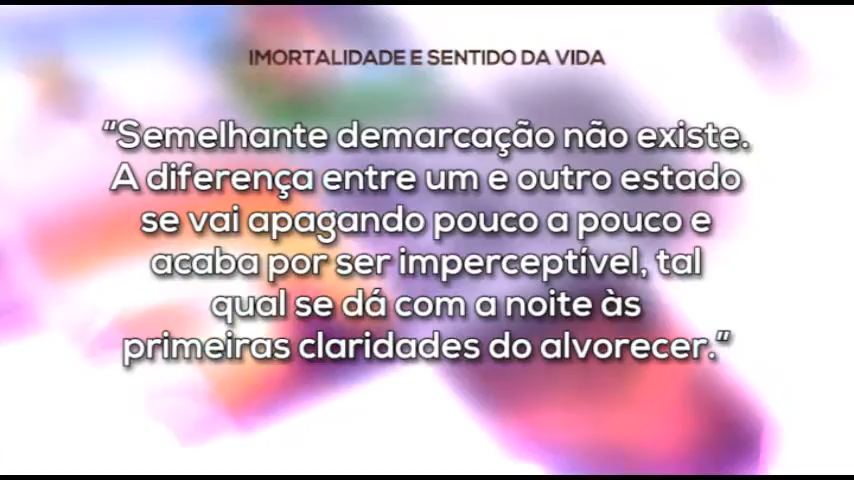 IMORTALIDADE E SENTIDO DA VIDA
“Semelhante demarcação não existe.
A diferença entre um e outro estado
se vai apagando pouco a pouco e
acaba por ser imperceptível, tal
qual se dá com a noite às
primeiras claridades do alvorecer.”